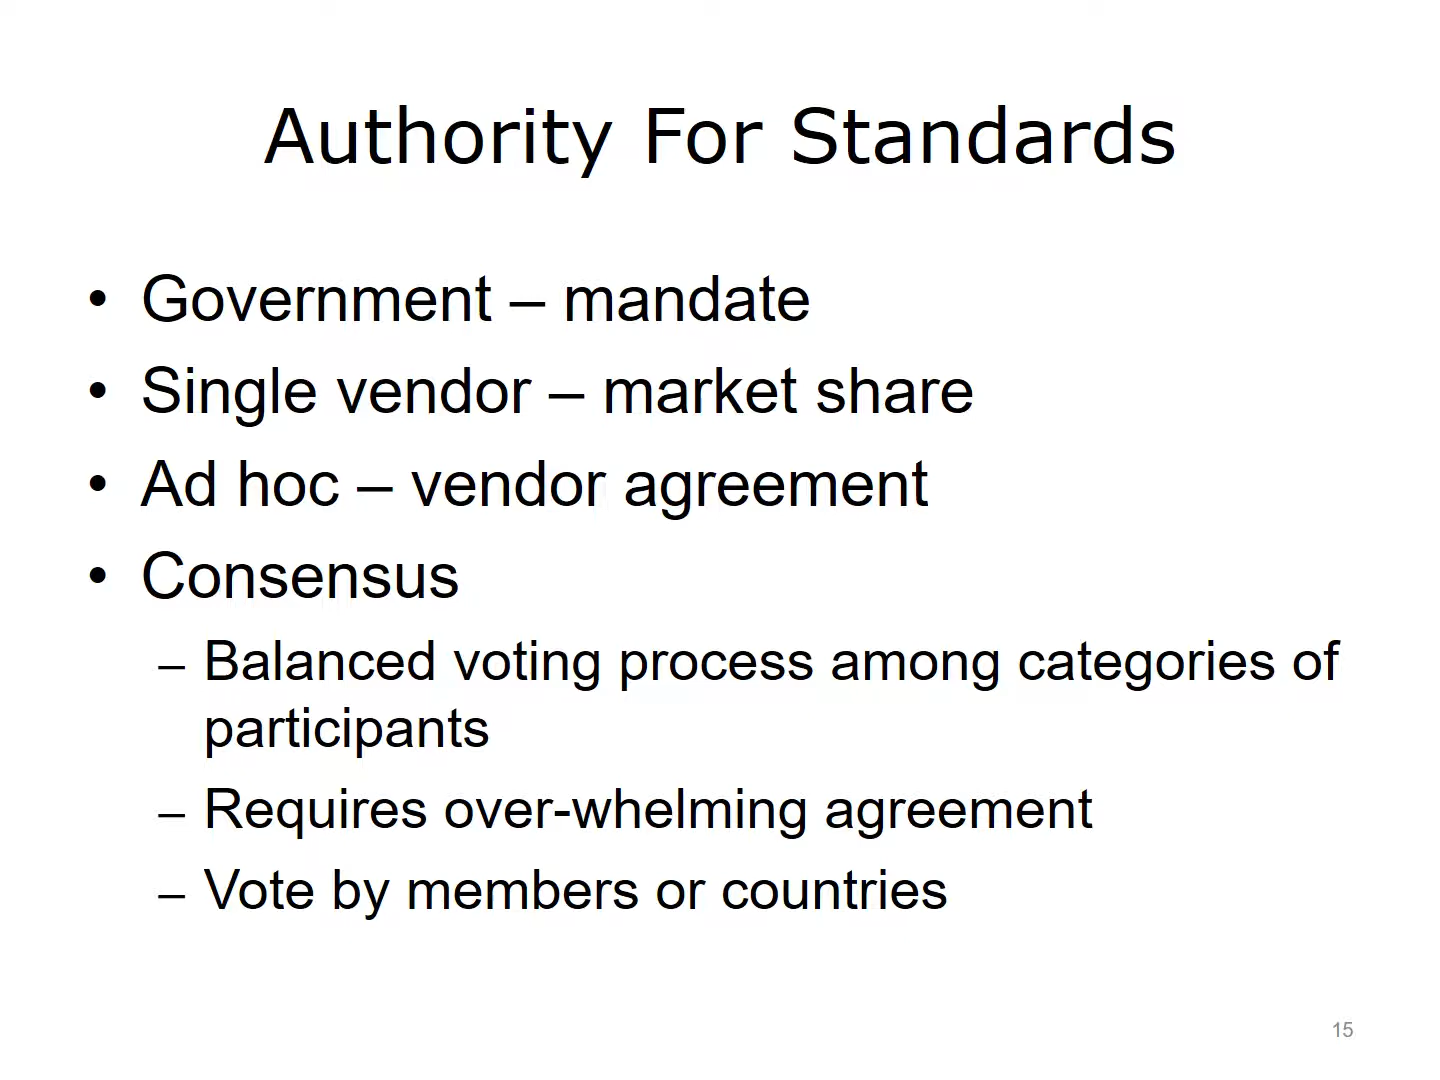 Authority For Standards
• Government – mandate
• Single vendor – market share
• Ad hoc – vendor agreement
• Consensus
– Balanced voting process among categories of
participants
– Requires over-whelming agreement
– Vote by members or countries
15